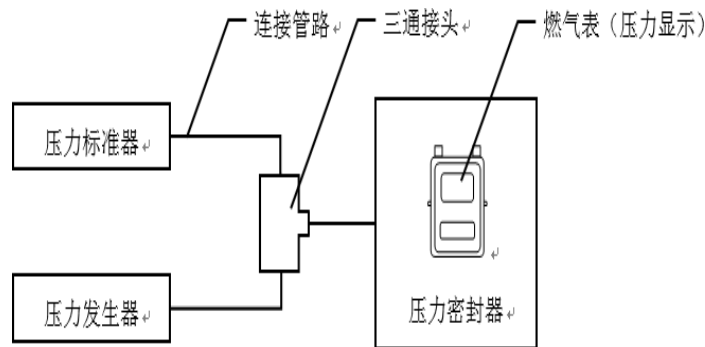 连接管路
三通接头
燃气表（压力显示）
压力标准器
压力发生器
压力密封器